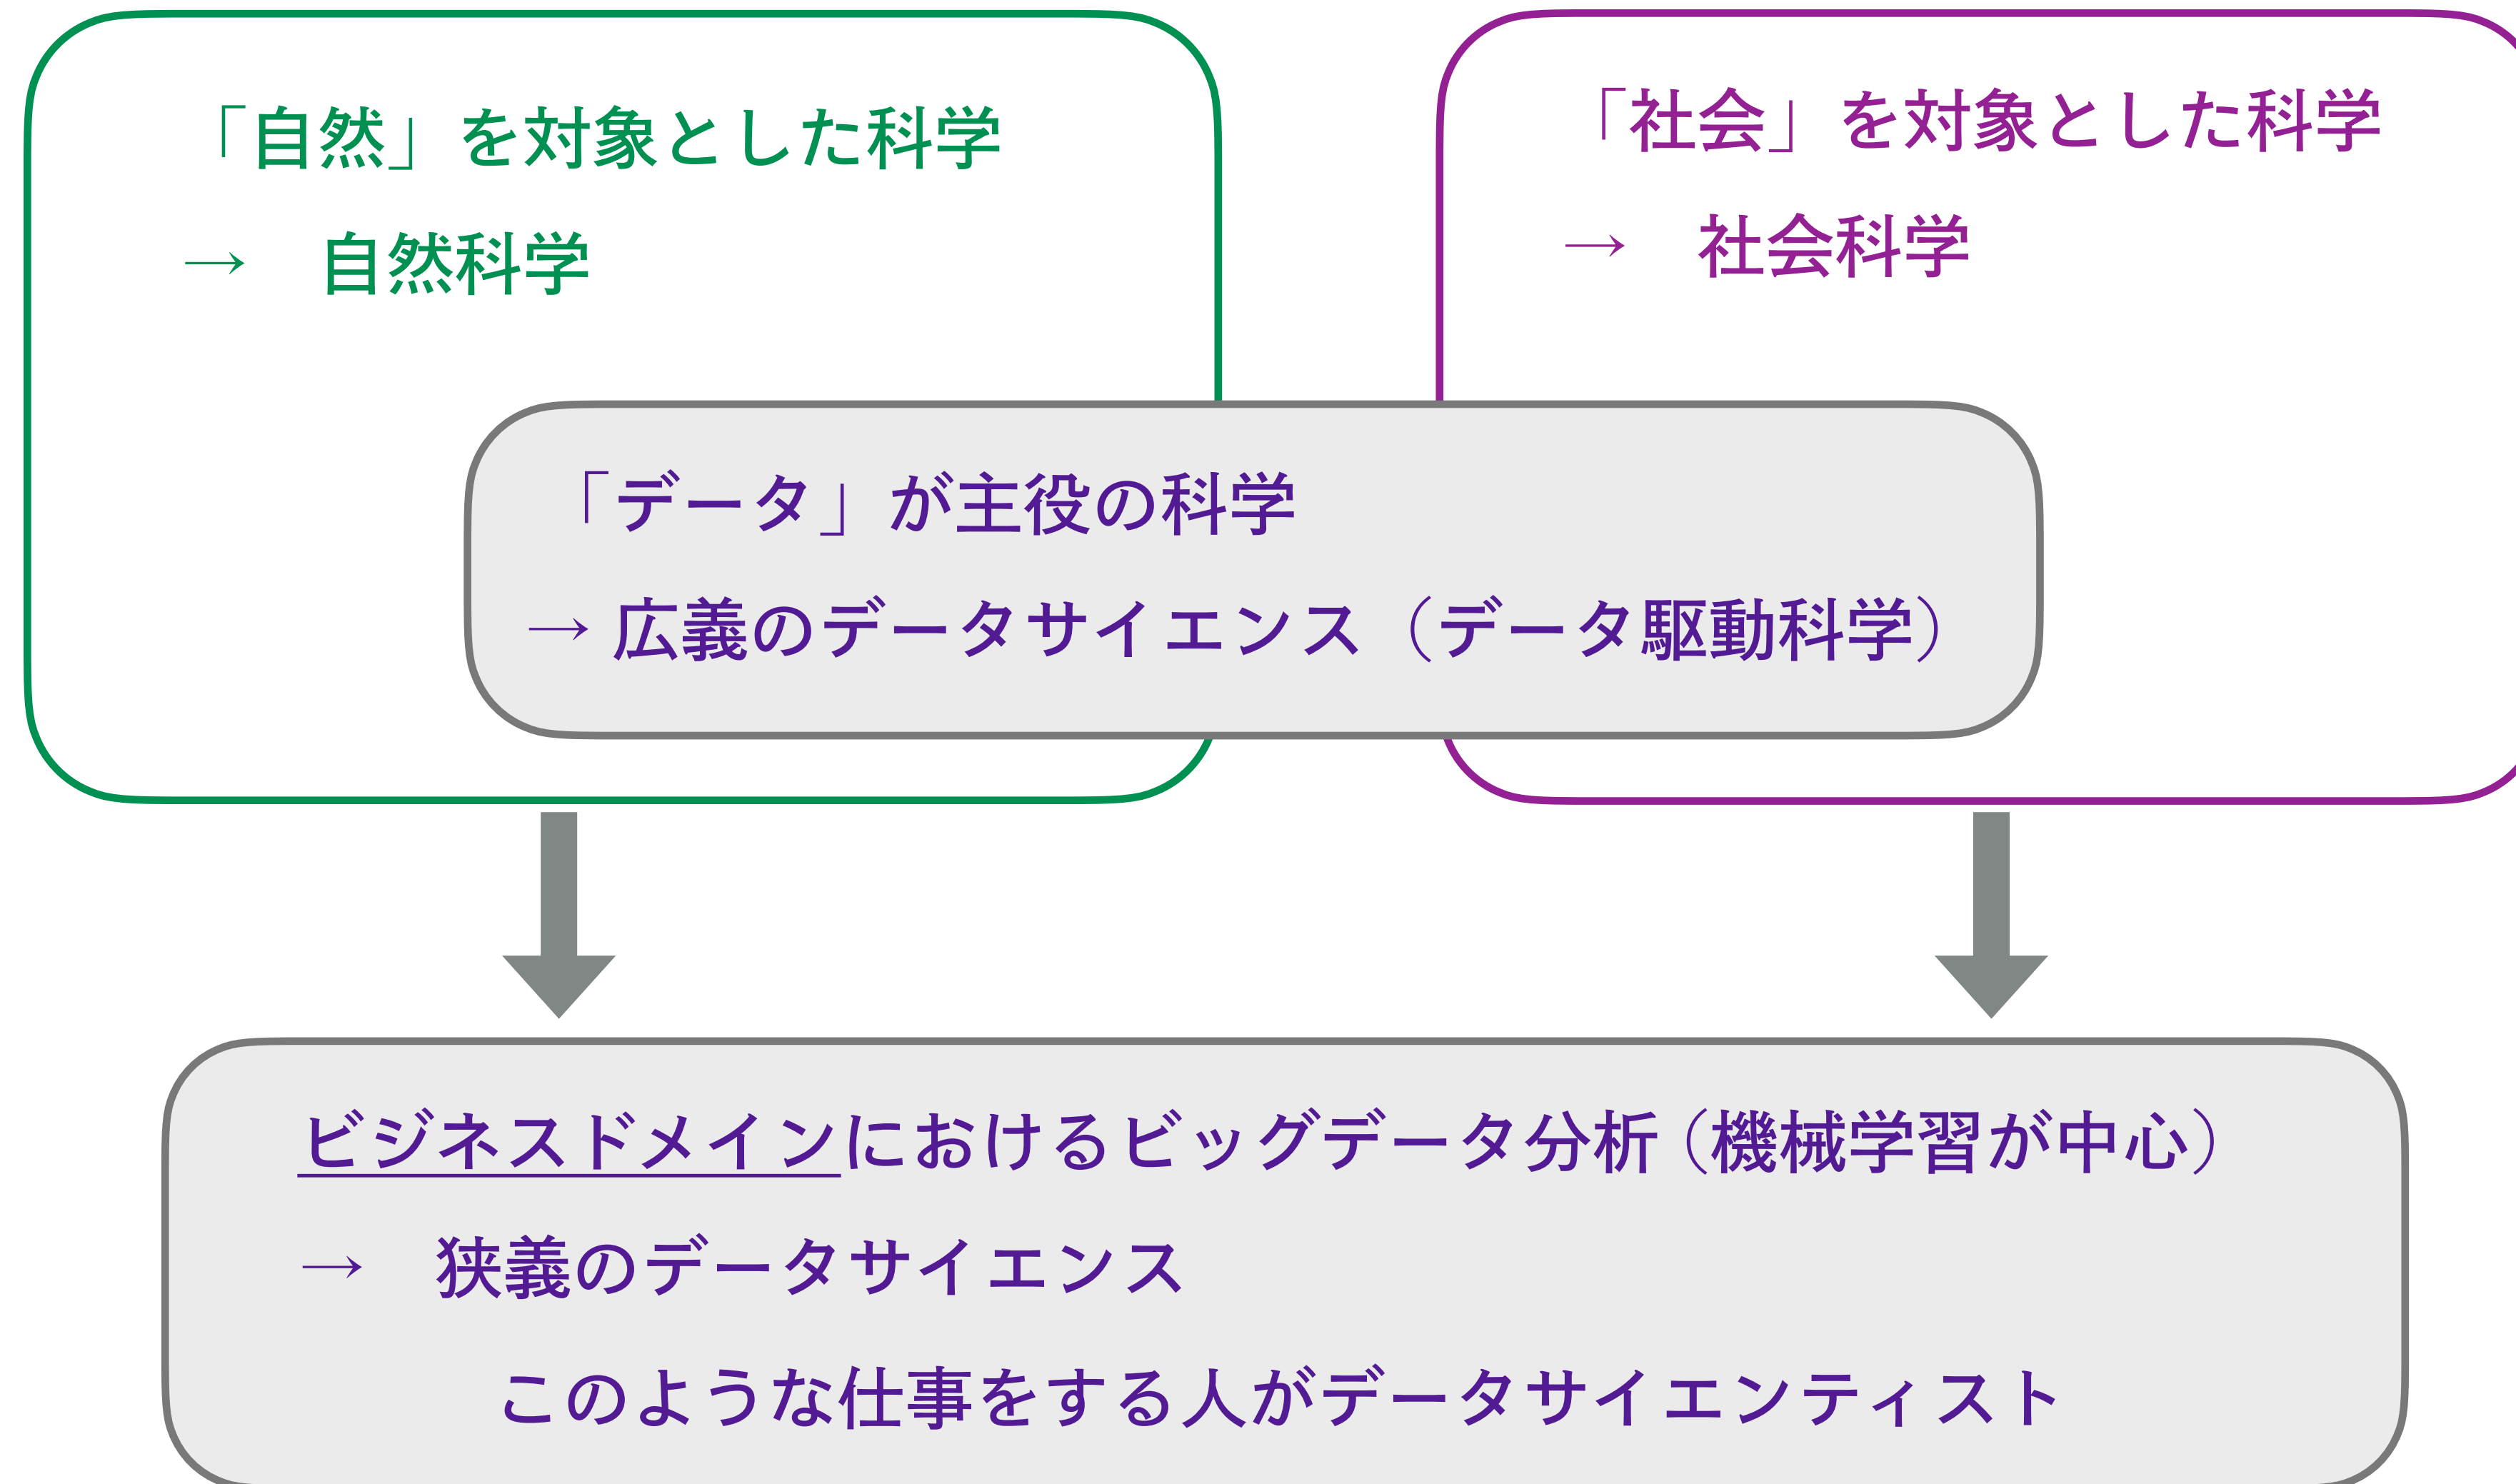 「自然」を対象とした科学
→ 自然科学
「社会」を対象とした科学
→ 社会科学
「データ」が主役の科学
→広義のデータサイエンス（データ駆動科学）
ビジネスドメインにおけるビッグデータ分析（機械学習が中心）
→ 狭義のデータサイエンス
このような仕事をする人がデータサイエンティスト